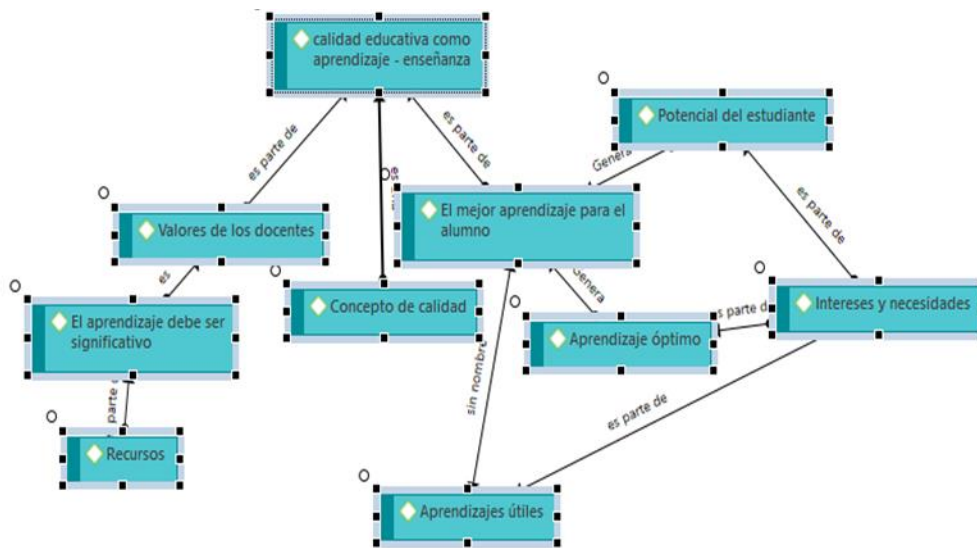 calidad educativa como
aprendizaje - enseñanza
es parte de
es parte de
Potencial del estudiante
Genera
Valores de los docentes
El mejor aprendizaje para el
alumno
es parte de
es
Genera
El aprendizaje debe ser
significativo
Concepto de calidad
Intereses y necesidades
Aprendizaje óptimo
es parte d
sin nombre
parte d
Recursos
es parte de
Aprendizajes útiles